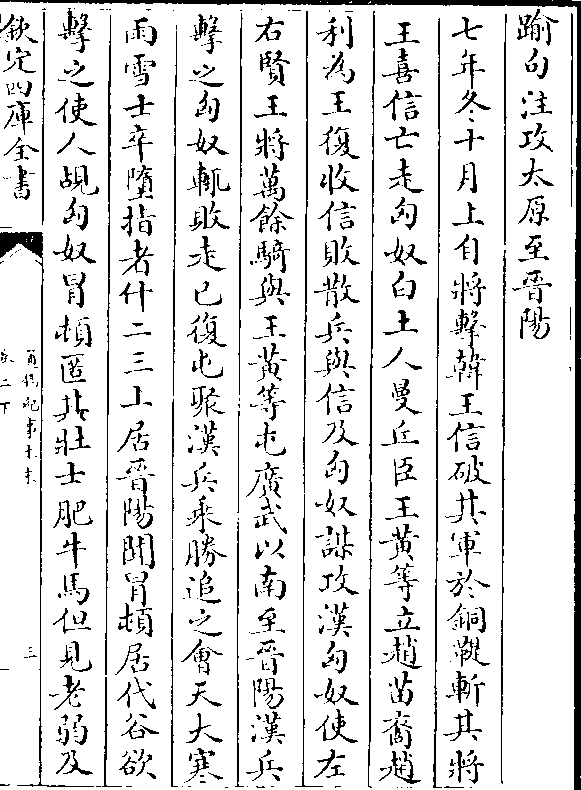 踰句注攻太原至晉陽
七年冬十月上自將擊韓王信破其軍於銅鞮斬其將
王喜信亡走匈奴白土人曼丘臣王黃等立趙苗裔趙
利為王復收信敗散兵與信及匈奴謀攻漢匈奴使左
右賢王將萬餘騎與王黃等屯廣武以南至晉陽漢兵
擊之匈奴輒敗走已復屯聚漢兵乘勝追之會天大寒
雨雪士卒墮指者什二三上居晉陽聞冒頓居代谷欲
擊之使人覘匈奴冒頓匿其壯士肥牛馬但見老弱及
欽定四庫全書
卷二下
三